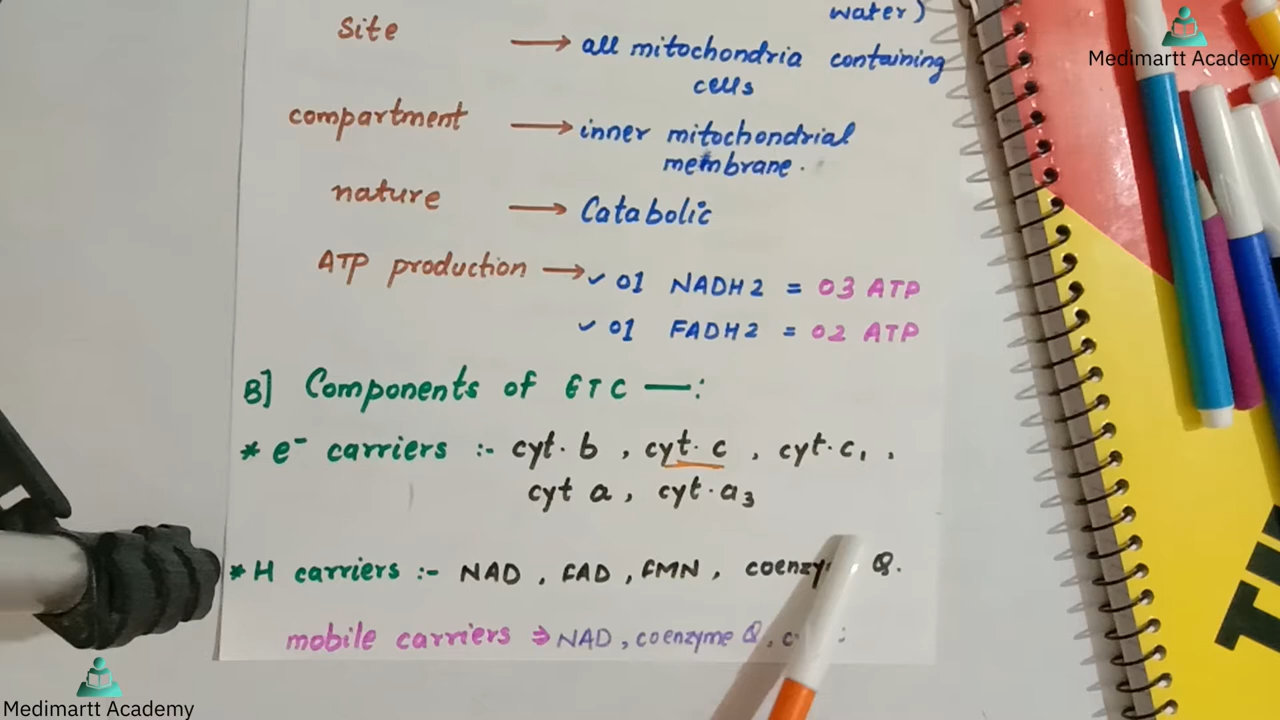 water)
Site → all mitochondria containing
cells
compartment → inner mitochondrial
membrane.
nature → Catabolic
ATP production → ✓ 01 NADH2 = 03 ATP
✓ 01 FADH2 = 02 ATP
B] Components of ETC —:
* e⁻ carriers :- cyt. b , cyt. c , cyt. c₁ ,
cyt a , cyt. a₃
* H carriers :- NAD , FAD , FMN , Q.
mobile carriers ⇒ NAD , coenzyme Q ,
Medimartt Academy
Medimartt Academy